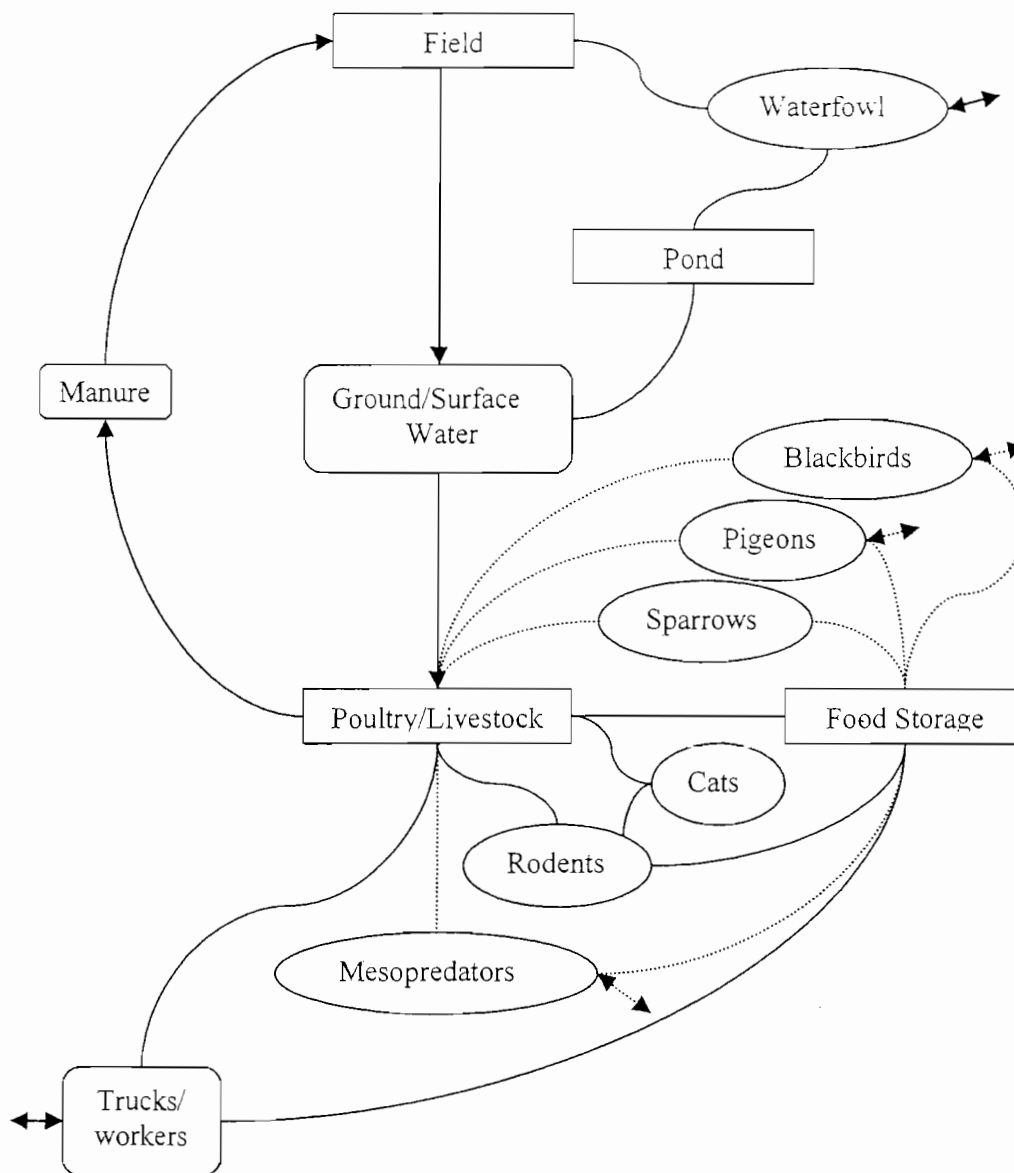 Field
Waterfowl
Pond
Manure
Ground/Surface
Water
Blackbirds
Pigeons
Sparrows
Poultry/Livestock
Food Storage
Cats
Rodents
Mesopredators
Trucks/
workers